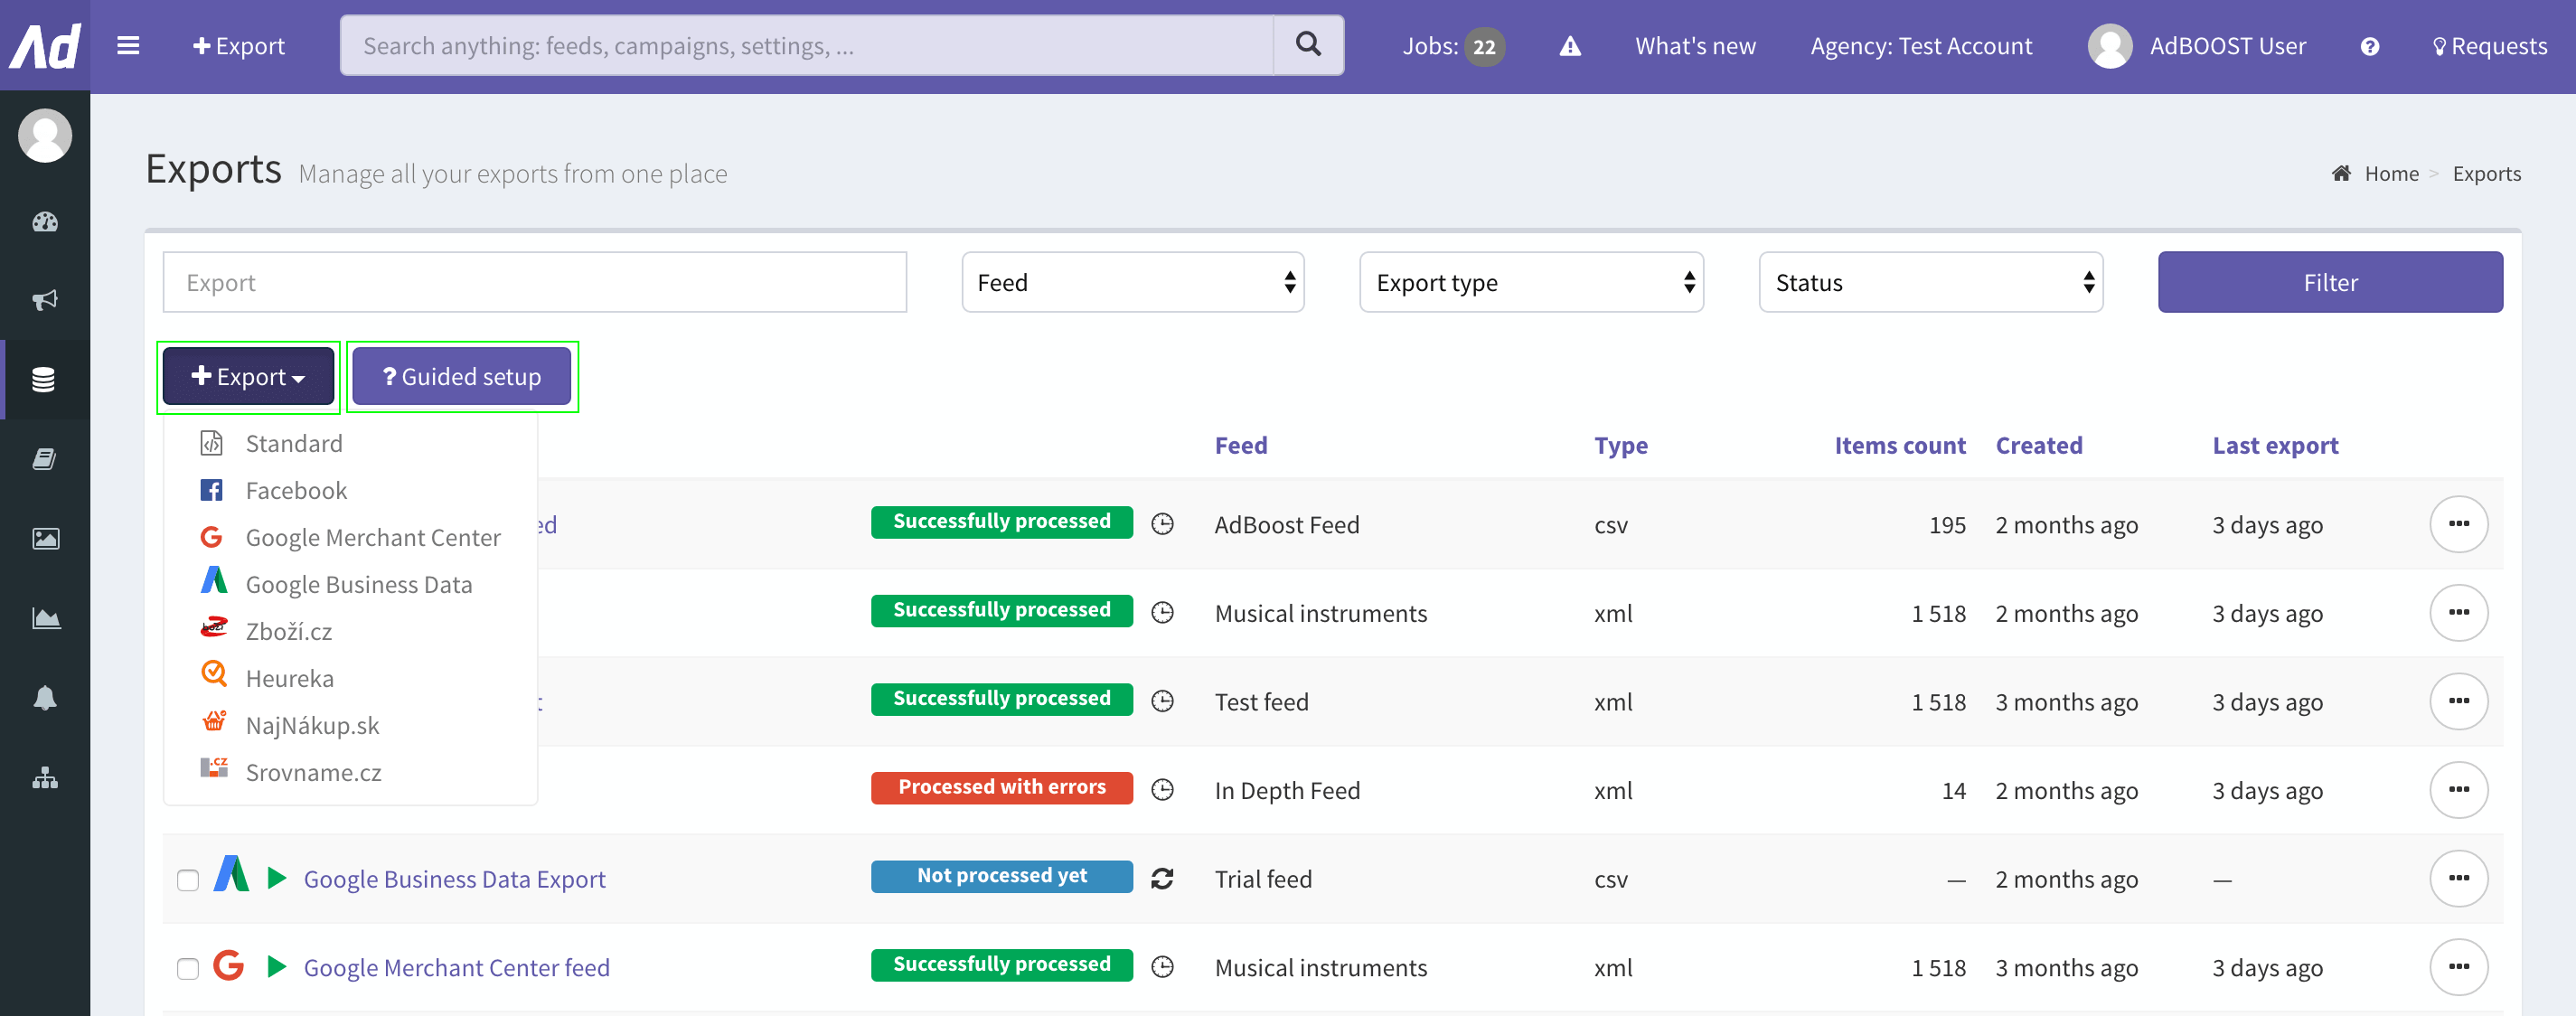 Ad
Export
Search anything: feeds, campaigns, settings, ...
Jobs: 22
What's new
Agency: Test Account
AdBOOST User
Requests
Exports Manage all your exports from one place
Home > Exports
Export
Feed
Export type
Status
Filter
Export
? Guided setup
Standard
Facebook
Google Merchant Center
Google Business Data
Zboží.cz
Heureka
NajNákup.sk
Srovname.cz
Feed Type Items count Created Last export
ed Successfully processed AdBoost Feed csv 195 2 months ago 3 days ago
Successfully processed Musical instruments xml 1 518 2 months ago 3 days ago
t Successfully processed Test feed xml 1 518 3 months ago 3 days ago
Processed with errors In Depth Feed xml 14 2 months ago 3 days ago
Google Business Data Export Not processed yet Trial feed csv — 2 months ago —
Google Merchant Center feed Successfully processed Musical instruments xml 1 518 3 months ago 3 days ago